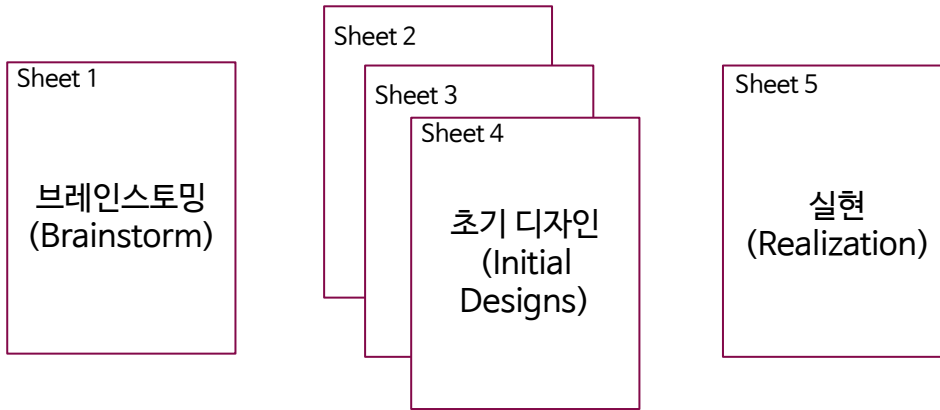 Sheet 1
브레인스토밍
(Brainstorm)
Sheet 2
Sheet 3
Sheet 4
초기 디자인
(Initial
Designs)
Sheet 5
실현
(Realization)